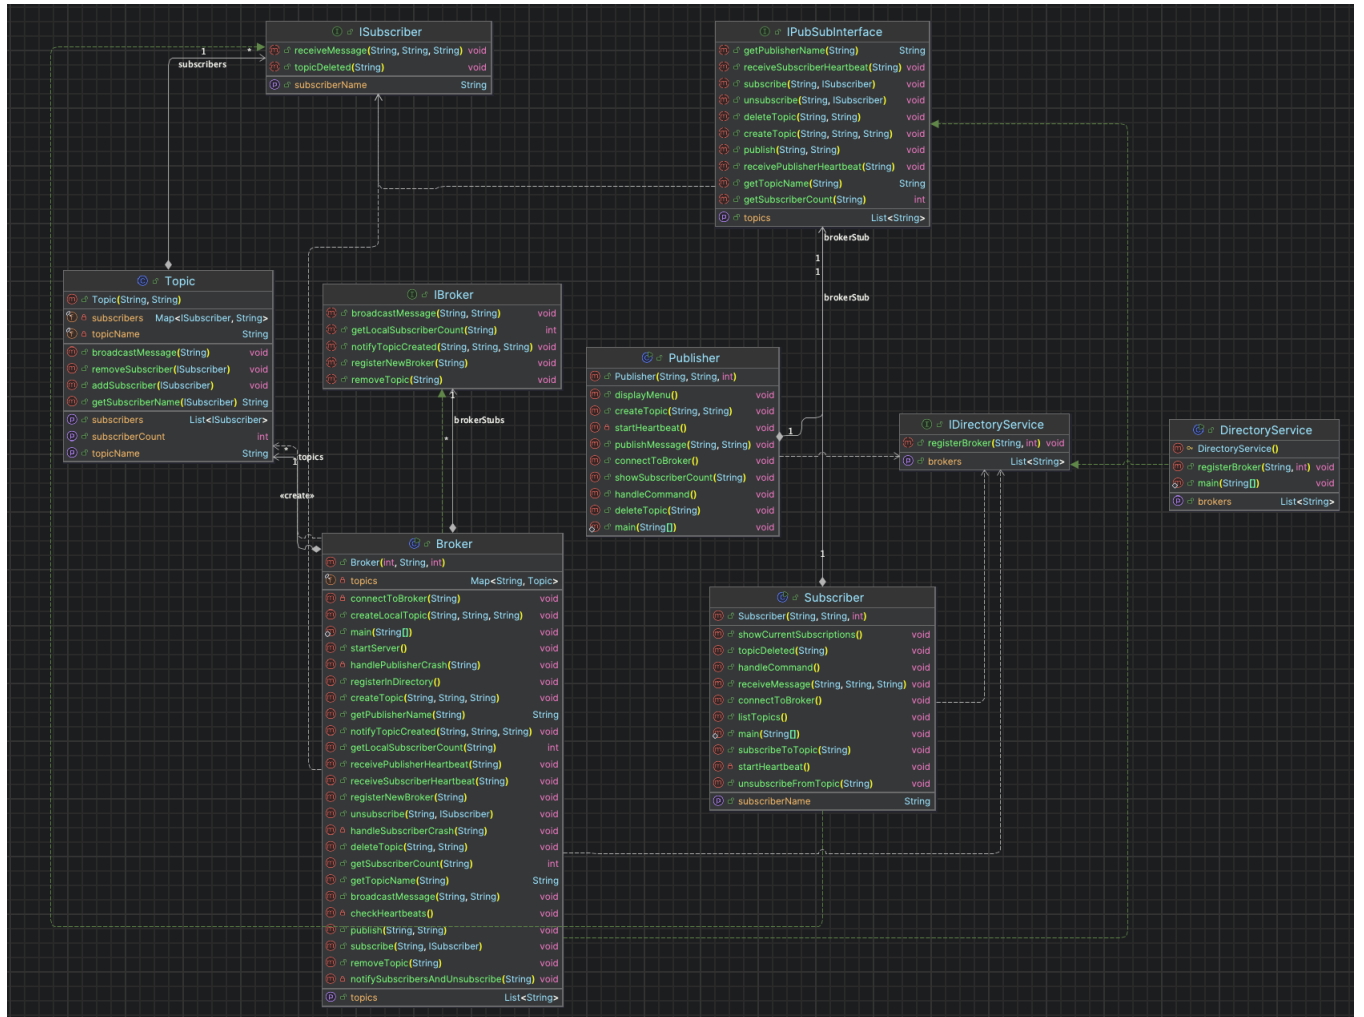 ISubscriber
receiveMessage(String, String, String) void
topicDeleted(String) void
subscriberName String
1
*
subscribers
IPubSubInterface
getPublisherName(String) String
receiveSubscriberHeartbeat(String) void
subscribe(String, ISubscriber) void
unsubscribe(String, ISubscriber) void
deleteTopic(String, String) void
createTopic(String, String, String) void
publish(String, String) void
receivePublisherHeartbeat(String) void
getTopicName(String) String
getSubscriberCount(String) int
topics List<String>
brokerStub
1
1
brokerStub
Topic
Topic(String, String)
subscribers Map<ISubscriber, String>
topicName String
broadcastMessage(String) void
removeSubscriber(ISubscriber) void
addSubscriber(ISubscriber) void
getSubscriberName(ISubscriber) String
subscribers List<ISubscriber>
subscriberCount int
topicName String
*
topics
1
«create»
IBroker
broadcastMessage(String, String) void
getLocalSubscriberCount(String) int
notifyTopicCreated(String, String, String) void
registerNewBroker(String) void
removeTopic(String) void
1
brokerStubs
*
Publisher
Publisher(String, String, int)
displayMenu() void
createTopic(String, String) void
startHeartbeat() void
publishMessage(String, String) void
connectToBroker() void
showSubscriberCount(String) void
handleCommand() void
deleteTopic(String) void
main(String[]) void
1
IDirectoryService
registerBroker(String, int) void
brokers List<String>
DirectoryService
DirectoryService()
registerBroker(String, int) void
main(String[]) void
brokers List<String>
Broker
Broker(int, String, int)
topics Map<String, Topic>
connectToBroker(String) void
createLocalTopic(String, String, String) void
main(String[]) void
startServer() void
handlePublisherCrash(String) void
registerInDirectory() void
createTopic(String, String, String) void
getPublisherName(String) String
notifyTopicCreated(String, String, String) void
getLocalSubscriberCount(String) int
receivePublisherHeartbeat(String) void
receiveSubscriberHeartbeat(String) void
registerNewBroker(String) void
unsubscribe(String, ISubscriber) void
handleSubscriberCrash(String) void
deleteTopic(String, String) void
getSubscriberCount(String) int
getTopicName(String) String
broadcastMessage(String, String) void
checkHeartbeats() void
publish(String, String) void
subscribe(String, ISubscriber) void
removeTopic(String) void
notifySubscribersAndUnsubscribe(String) void
topics List<String>
1
Subscriber
Subscriber(String, String, int)
showCurrentSubscriptions() void
topicDeleted(String) void
handleCommand() void
receiveMessage(String, String, String) void
connectToBroker() void
listTopics() void
main(String[]) void
subscribeToTopic(String) void
startHeartbeat() void
unsubscribeFromTopic(String) void
subscriberName String